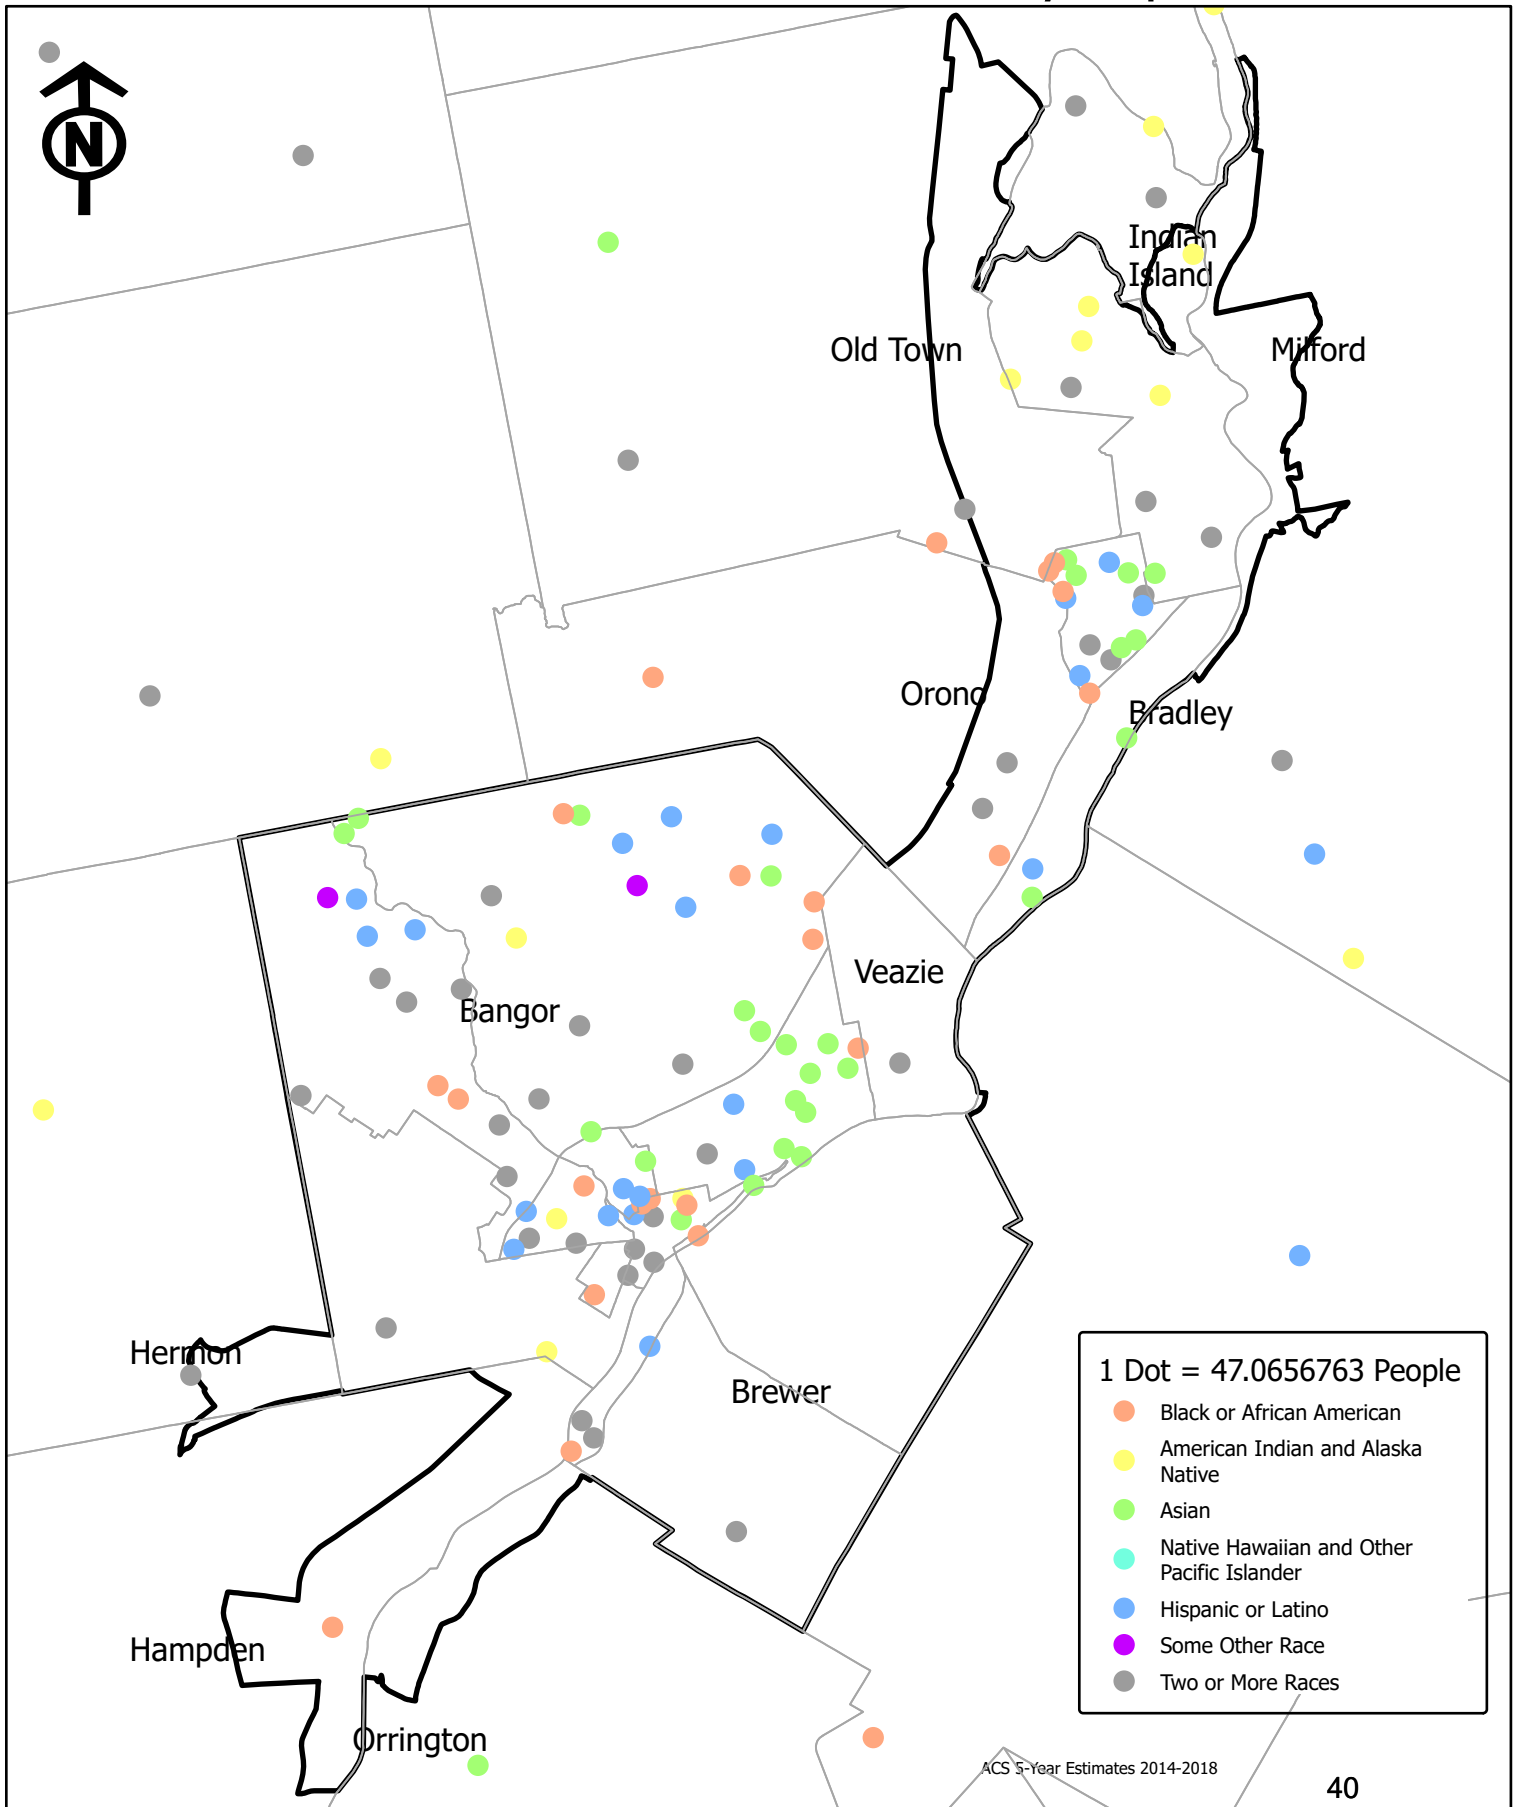 N
Indian
Island
Old Town
Milford
Orono
Bradley
Veazie
Bangor
Hermon
Brewer
Hampden
Orrington
1 Dot = 47.0656763 People
Black or African American
American Indian and Alaska
Native
Asian
Native Hawaiian and Other
Pacific Islander
Hispanic or Latino
Some Other Race
Two or More Races
ACS 5-Year Estimates 2014-2018
40